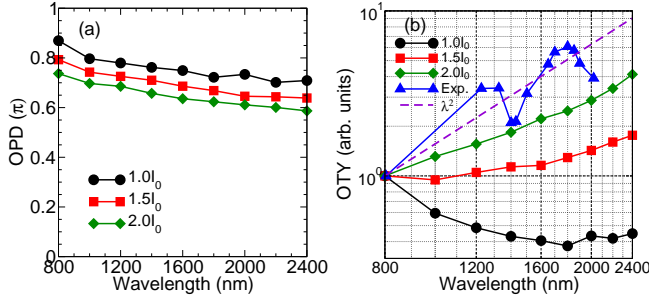 (a)
1
0.8
0.6
0.4
0.2
0
OPD (π)
1.0I₀
1.5I₀
2.0I₀
800 1200 1600 2000 2400
Wavelength (nm)
(b)
10¹
10⁰
OTY (arb. units)
1.0I₀
1.5I₀
2.0I₀
Exp.
λ²
800 1200 1600 2000 2400
Wavelength (nm)